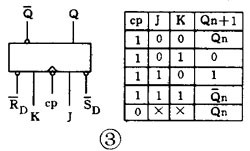 Q̅ Q
R̅D K cp J S̅D
cp J K Qn+1
1 0 0 Qn
1 0 1 0
1 1 0 1
1 1 1 Q̅n
0 × × Qn
③